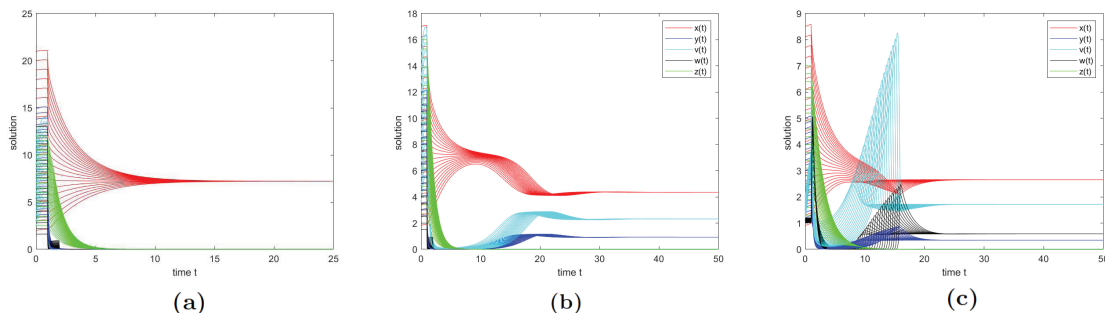 25
20
15
10
5
0
solution
0 5 10 15 20 25
time t
(a)
18
16
14
12
10
8
6
4
2
0
solution
0 10 20 30 40 50
time t
x(t)
y(t)
v(t)
w(t)
z(t)
(b)
9
8
7
6
5
4
3
2
1
0
solution
0 10 20 30 40 50
time t
x(t)
y(t)
v(t)
w(t)
z(t)
(c)